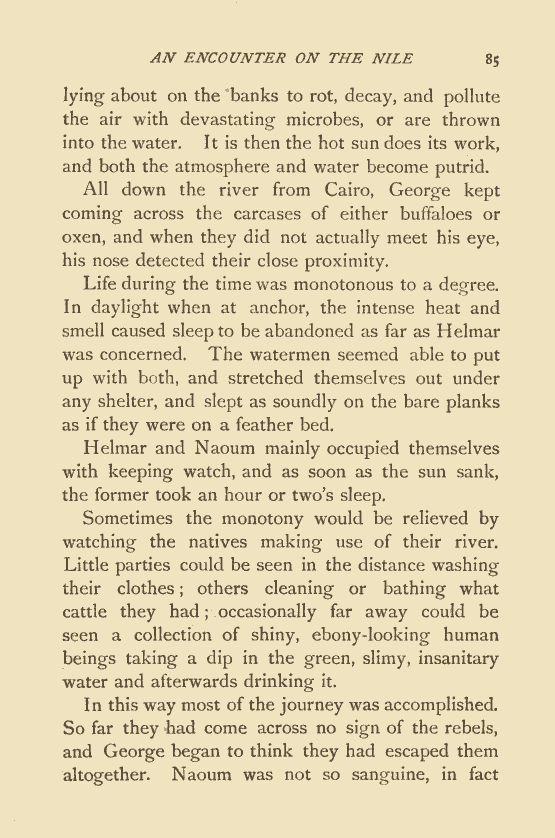 AN ENCOUNTER ON THE NILE 85
lying about on the banks to rot, decay, and pollute
the air with devastating microbes, or are thrown
into the water. It is then the hot sun does its work,
and both the atmosphere and water become putrid.
All down the river from Cairo, George kept
coming across the carcases of either buffaloes or
oxen, and when they did not actually meet his eye,
his nose detected their close proximity.
Life during the time was monotonous to a degree.
In daylight when at anchor, the intense heat and
smell caused sleep to be abandoned as far as Helmar
was concerned. The watermen seemed able to put
up with both, and stretched themselves out under
any shelter, and slept as soundly on the bare planks
as if they were on a feather bed.
Helmar and Naoum mainly occupied themselves
with keeping watch, and as soon as the sun sank,
the former took an hour or two's sleep.
Sometimes the monotony would be relieved by
watching the natives making use of their river.
Little parties could be seen in the distance washing
their clothes; others cleaning or bathing what
cattle they had; occasionally far away could be
seen a collection of shiny, ebony-looking human
beings taking a dip in the green, slimy, insanitary
water and afterwards drinking it.
In this way most of the journey was accomplished.
So far they had come across no sign of the rebels,
and George began to think they had escaped them
altogether. Naoum was not so sanguine, in fact